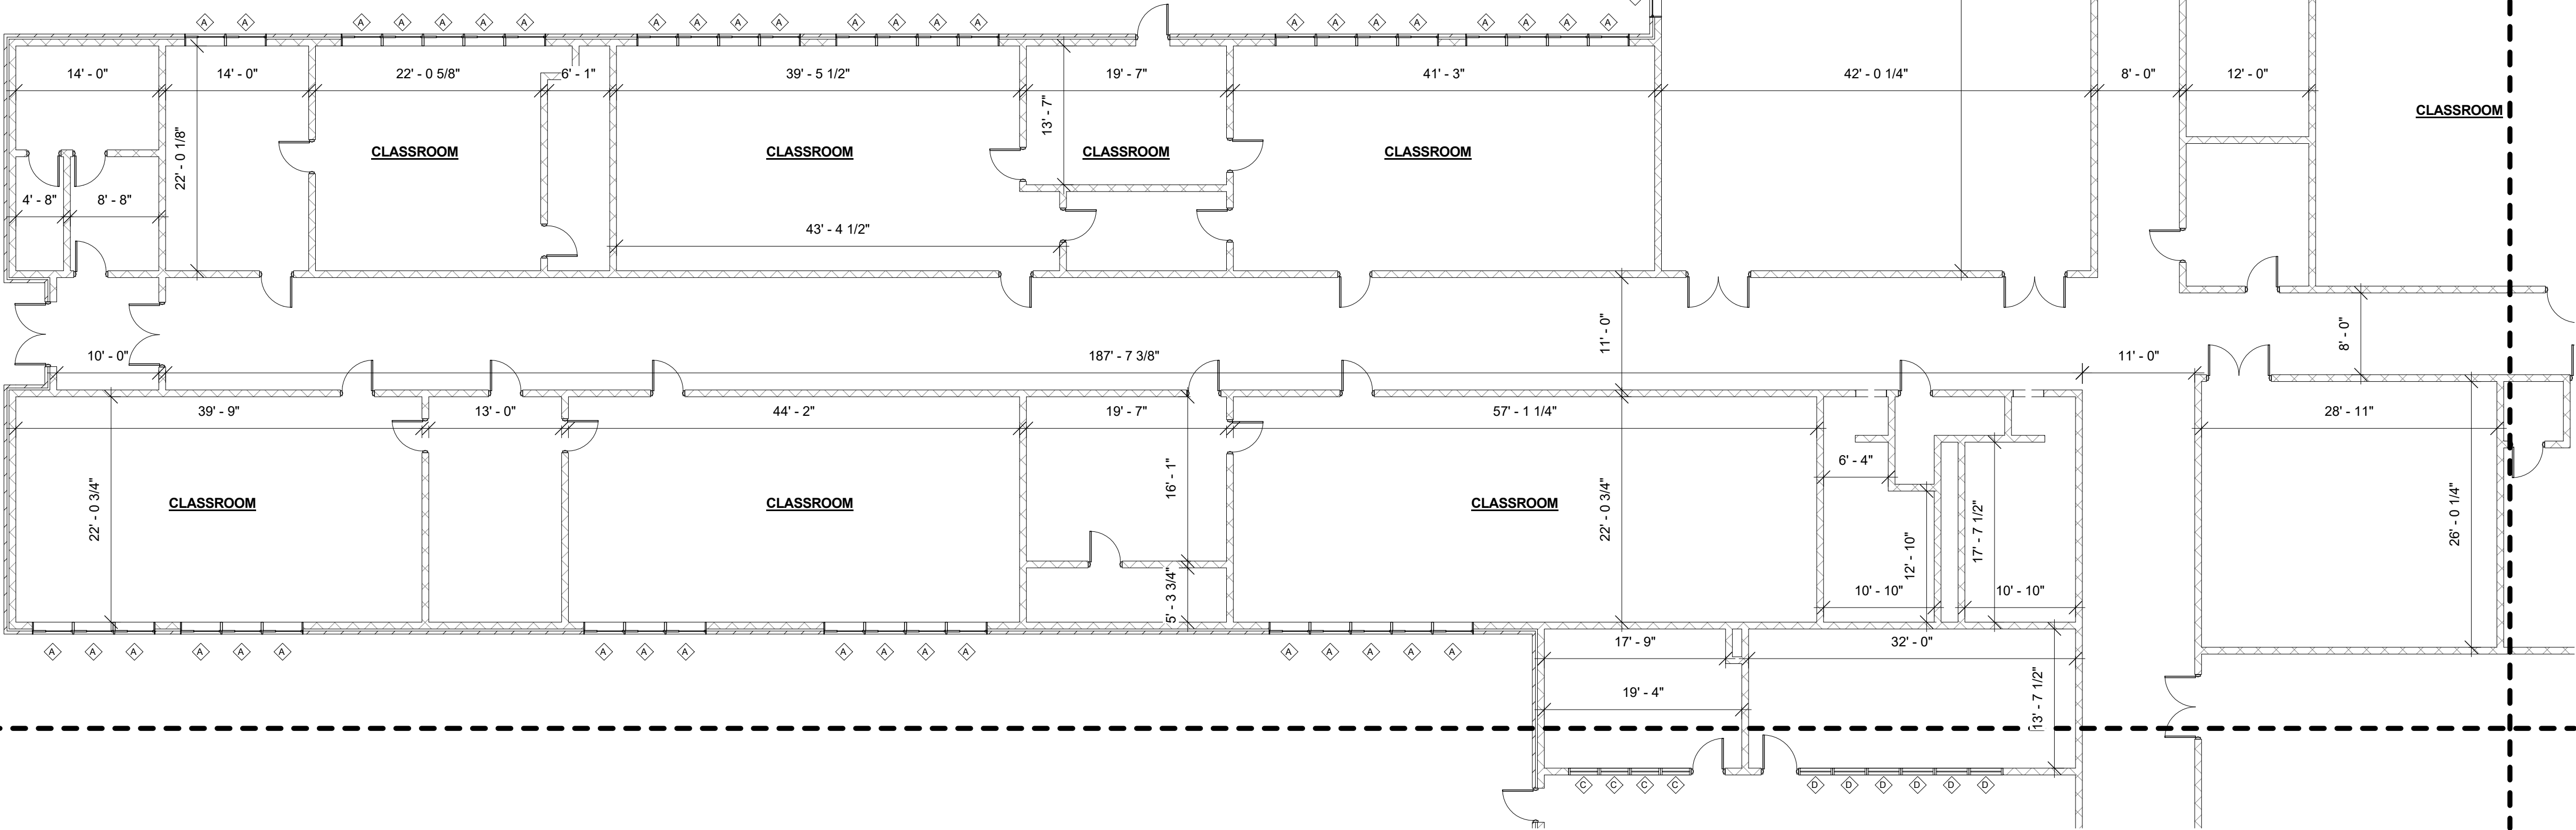 A A A A A A A A A A A A A A A A A A A A A A A
14' - 0" 14' - 0" 22' - 0 5/8" 6' - 1" 39' - 5 1/2" 19' - 7" 41' - 3" 42' - 0 1/4" 8' - 0" 12' - 0"
CLASSROOM
13' - 7"
22' - 0 1/8"
CLASSROOM CLASSROOM CLASSROOM CLASSROOM
4' - 8" 8' - 8"
43' - 4 1/2"
11' - 0"
8' - 0"
10' - 0" 187' - 7 3/8" 11' - 0"
39' - 9" 13' - 0" 44' - 2" 19' - 7" 57' - 1 1/4" 28' - 11"
6' - 4"
16' - 1"
CLASSROOM CLASSROOM CLASSROOM
22' - 0 3/4" 22' - 0 3/4" 12' - 10" 17' - 7 1/2" 26' - 0 1/4"
5' - 3 3/4"
10' - 10" 10' - 10"
17' - 9" 32' - 0"
A A A A A A A A A A A A A A A A A A
19' - 4"
13' - 7 1/2"
C C C C D D D D D D